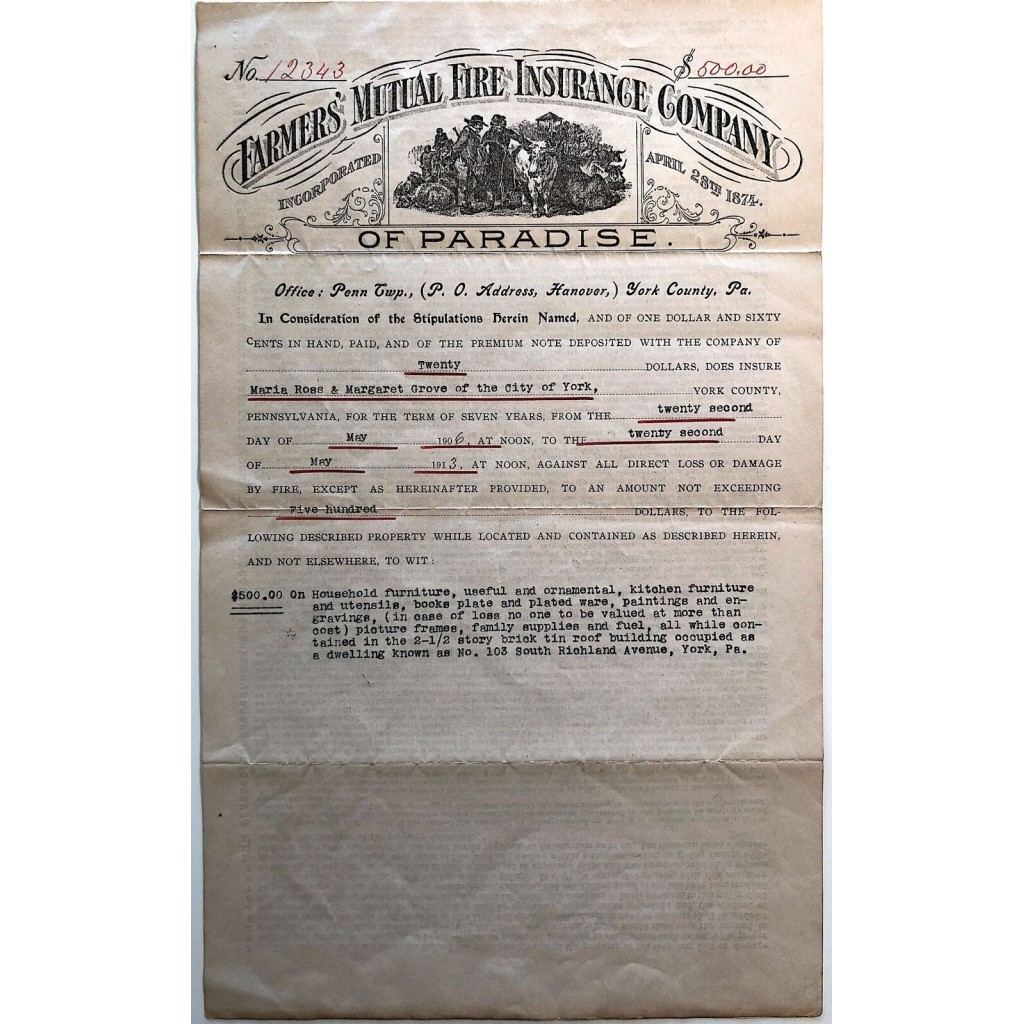 No. 12343 $ 500.00
FARMERS' MUTUAL FIRE INSURANCE COMPANY
INCORPORATED APRIL 28TH 1874.
OF PARADISE.
Office: Penn Twp., (P. O. Address, Hanover,) York County, Pa.
In Consideration of the Stipulations Herein Named, AND OF ONE DOLLAR AND SIXTY
CENTS IN HAND, PAID, AND OF THE PREMIUM NOTE DEPOSITED WITH THE COMPANY OF
Twenty DOLLARS, DOES INSURE
Maria Ross & Margaret Grove of the City of York, YORK COUNTY,
PENNSYLVANIA, FOR THE TERM OF SEVEN YEARS, FROM THE twenty second
DAY OF May 1906, AT NOON, TO THE twenty second DAY
OF May 1913, AT NOON, AGAINST ALL DIRECT LOSS OR DAMAGE
BY FIRE, EXCEPT AS HEREINAFTER PROVIDED, TO AN AMOUNT NOT EXCEEDING
Five hundred DOLLARS, TO THE FOL-
LOWING DESCRIBED PROPERTY WHILE LOCATED AND CONTAINED AS DESCRIBED HEREIN,
AND NOT ELSEWHERE, TO WIT:
$500.00 On Household furniture, useful and ornamental, kitchen furniture
and utensils, books plate and plated ware, paintings and en-
gravings, (in case of loss no one to be valued at more than
cost) picture frames, family supplies and fuel, all while con-
tained in the 2-1/2 story brick tin roof building occupied as
a dwelling known as No. 103 South Richland Avenue, York, Pa.